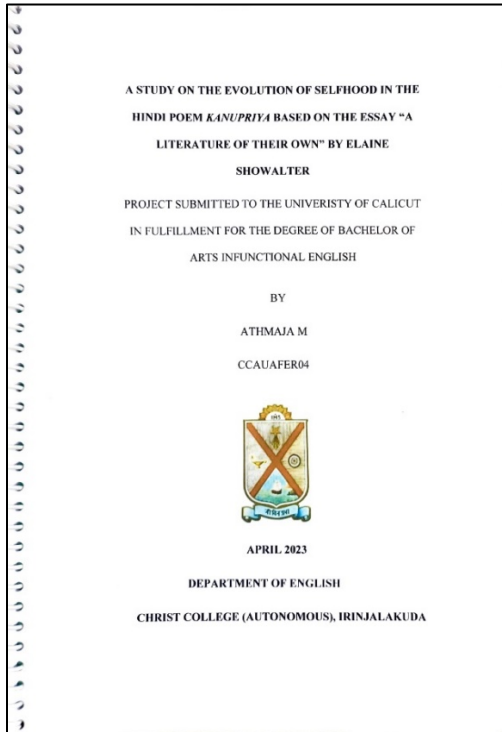 A STUDY ON THE EVOLUTION OF SELFHOOD IN THE
HINDI POEM KANUPRIYA BASED ON THE ESSAY “A
LITERATURE OF THEIR OWN” BY ELAINE
SHOWALTER
PROJECT SUBMITTED TO THE UNIVERISTY OF CALICUT
IN FULFILLMENT FOR THE DEGREE OF BACHELOR OF
ARTS INFUNCTIONAL ENGLISH
BY
ATHMAJA M
CCAUAFER04
APRIL 2023
DEPARTMENT OF ENGLISH
CHRIST COLLEGE (AUTONOMOUS), IRINJALAKUDA